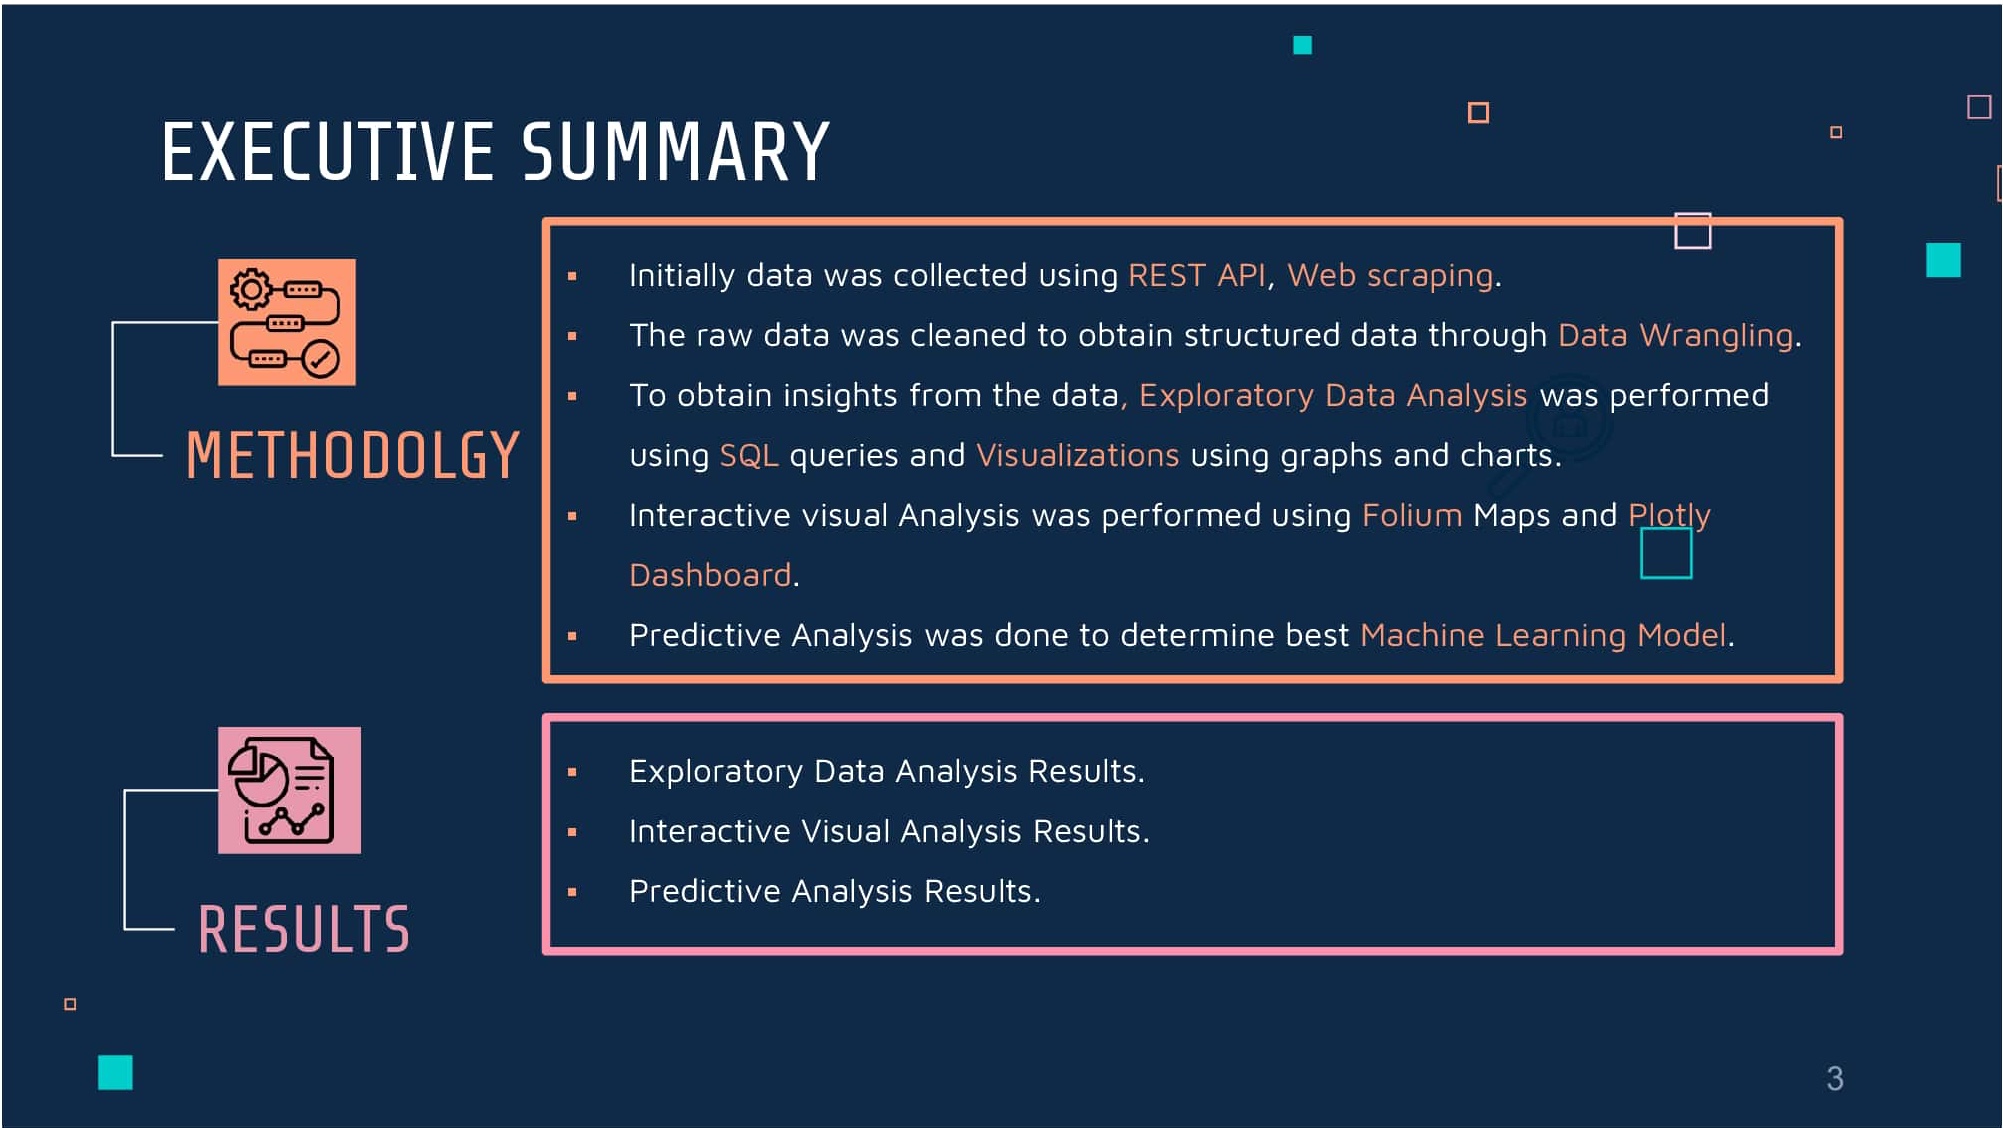 EXECUTIVE SUMMARY
METHODOLGY
▪ Initially data was collected using REST API, Web scraping.
▪ The raw data was cleaned to obtain structured data through Data Wrangling.
▪ To obtain insights from the data, Exploratory Data Analysis was performed
using SQL queries and Visualizations using graphs and charts.
▪ Interactive visual Analysis was performed using Folium Maps and Plotly
Dashboard.
▪ Predictive Analysis was done to determine best Machine Learning Model.
RESULTS
▪ Exploratory Data Analysis Results.
▪ Interactive Visual Analysis Results.
▪ Predictive Analysis Results.
3